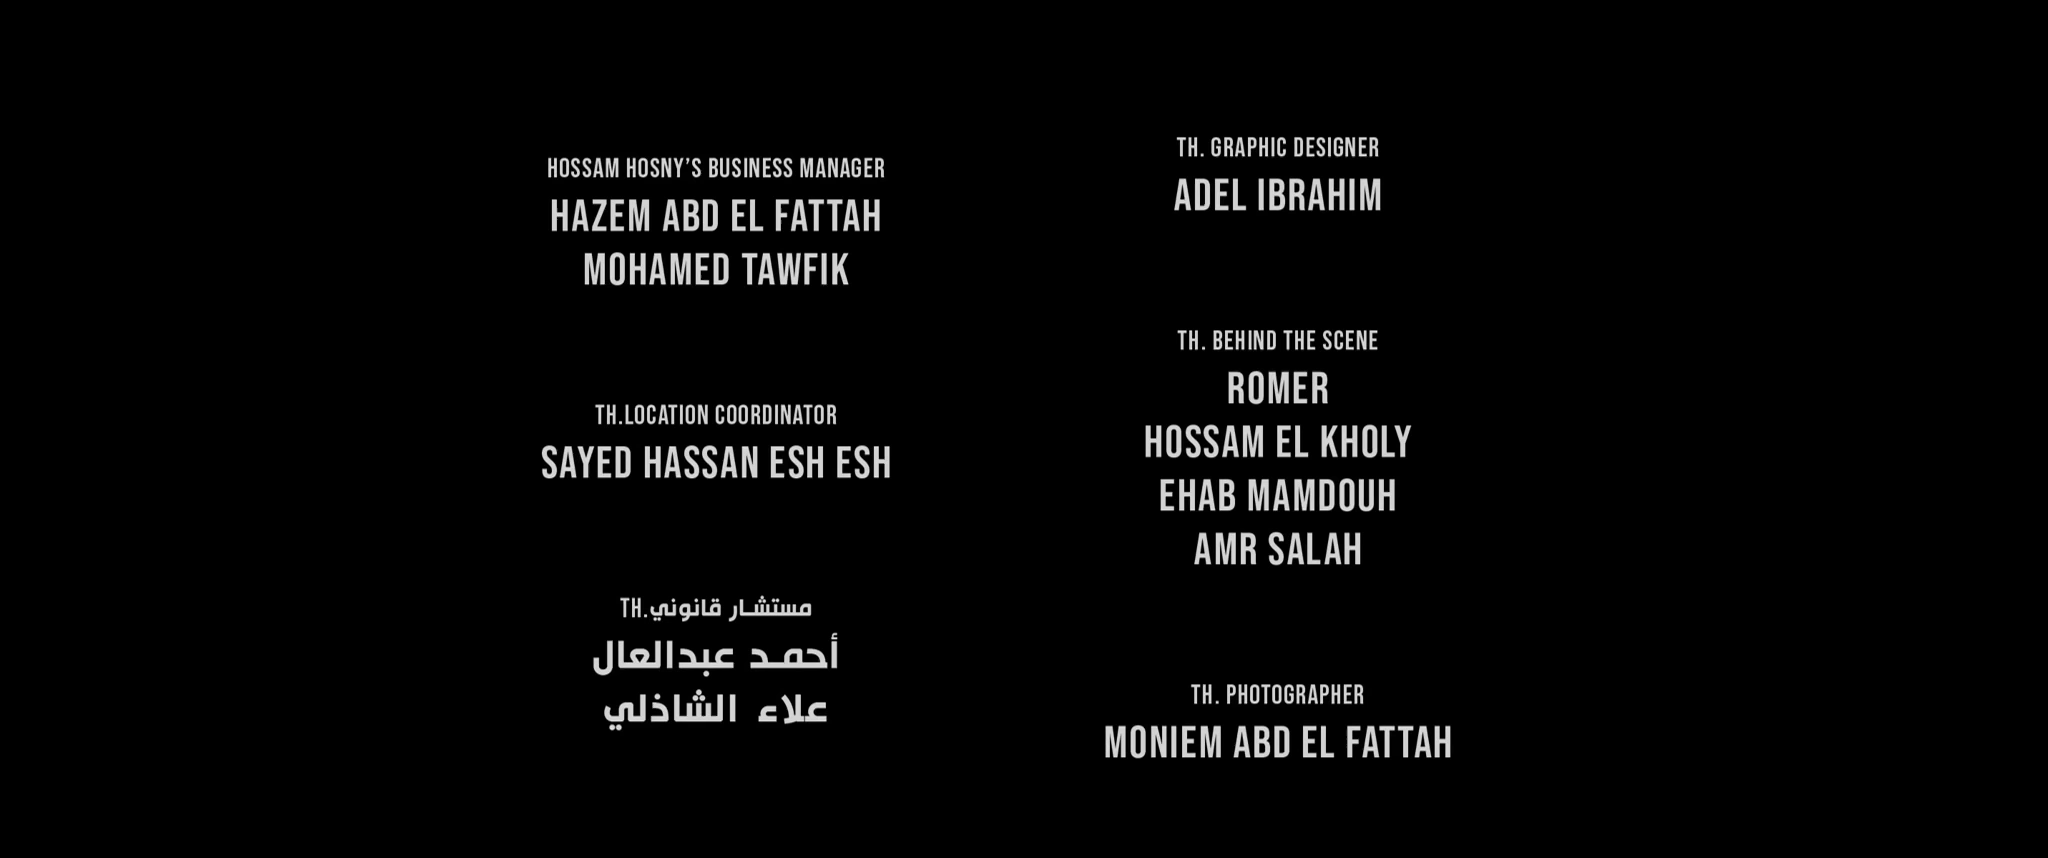 HOSSAM HOSNY'S BUSINESS MANAGER
HAZEM ABD EL FATTAH
MOHAMED TAWFIK
TH.LOCATION COORDINATOR
SAYED HASSAN ESH ESH
TH.مستشار قانوني
أحمد عبدالعال
علاء الشاذلي
TH. GRAPHIC DESIGNER
ADEL IBRAHIM
TH. BEHIND THE SCENE
ROMER
HOSSAM EL KHOLY
EHAB MAMDOUH
AMR SALAH
TH. PHOTOGRAPHER
MONIEM ABD EL FATTAH